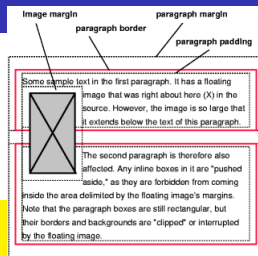 Image margin
paragraph margin
paragraph border
paragraph padding
Some sample text in the first paragraph. It has a floating
image that was right about here (X) in the
source. However, the image is so large that
it extends below the text of this paragraph.
The second paragraph is therefore also
affected. Any inline boxes in it are "pushed
aside," as they are forbidden from coming
inside the area delimited by the floating image's margins.
Note that the paragraph boxes are still rectangular, but
their borders and backgrounds are "clipped" or interrupted
by the floating image.